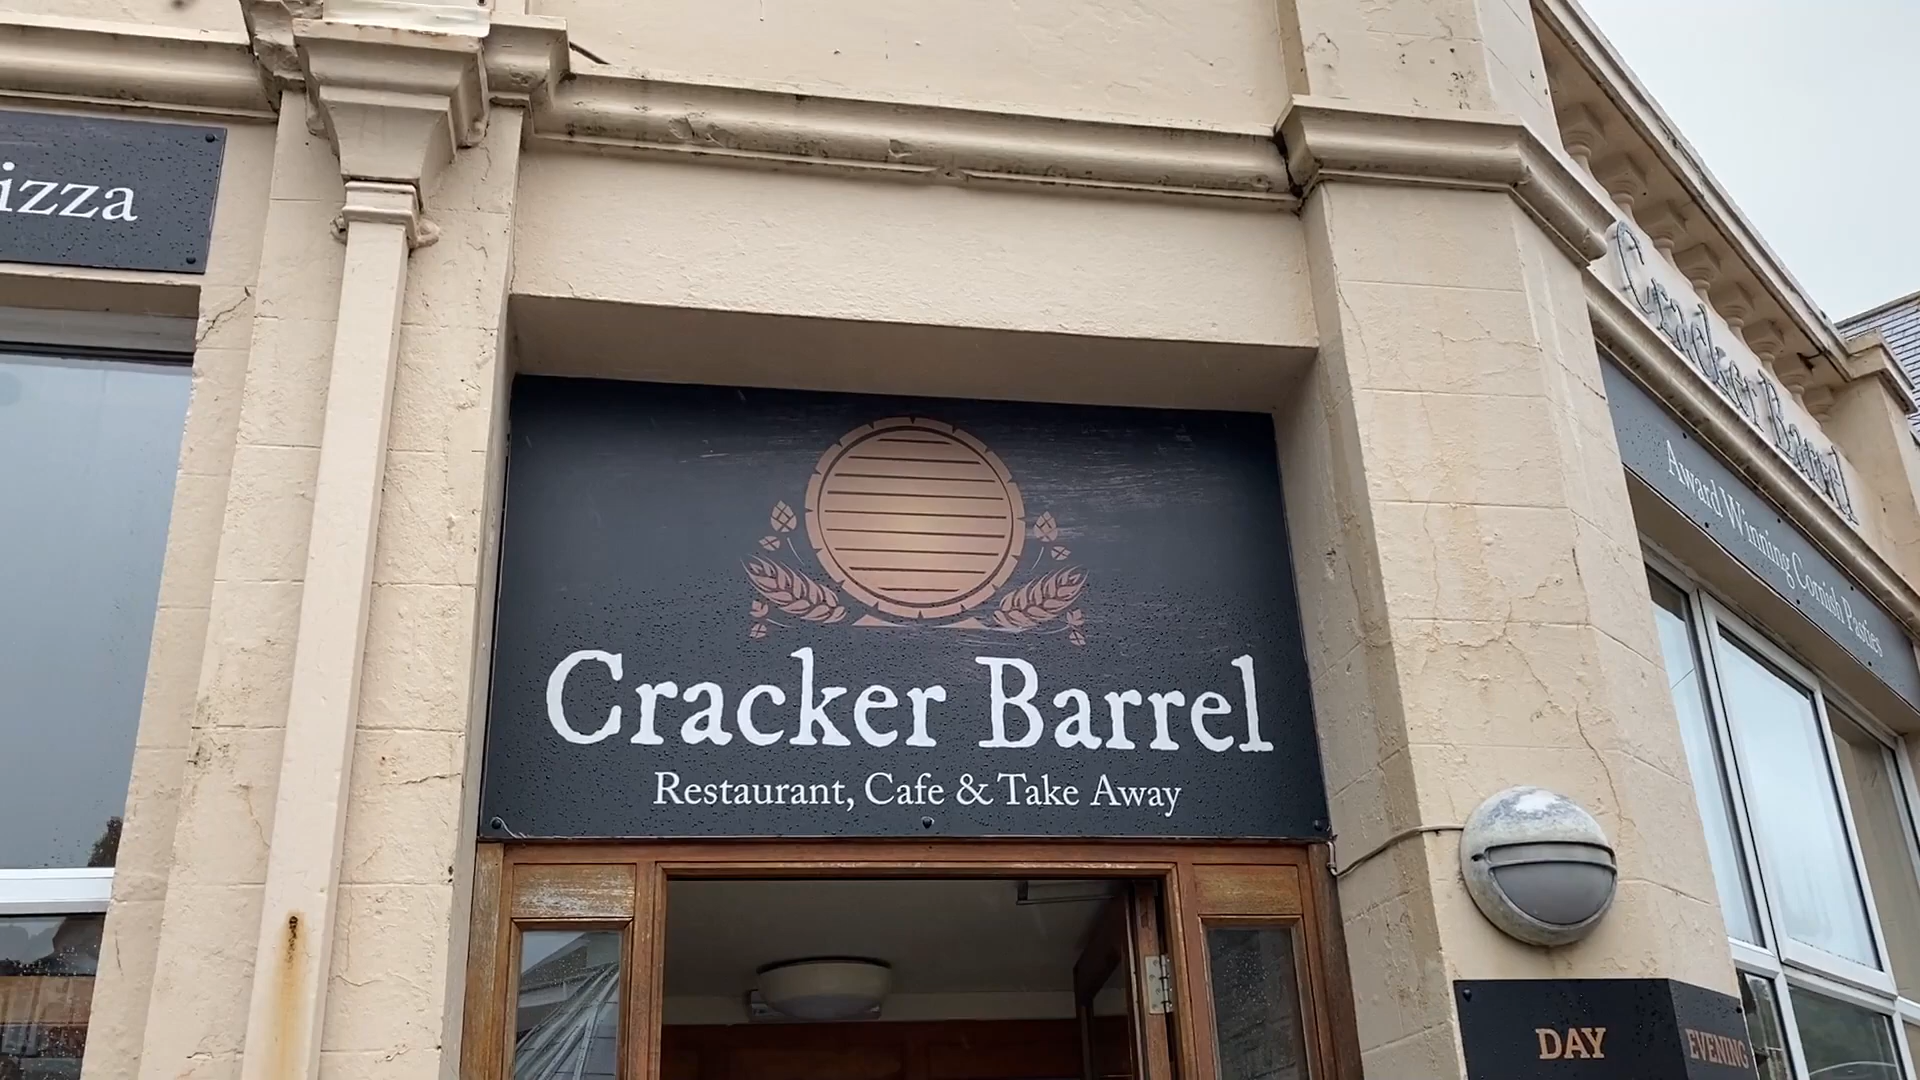 izza
Cracker Barrel
Restaurant, Cafe & Take Away
Cracker Barrel
Award Winning Cornish Pasties
DAY
EVENING